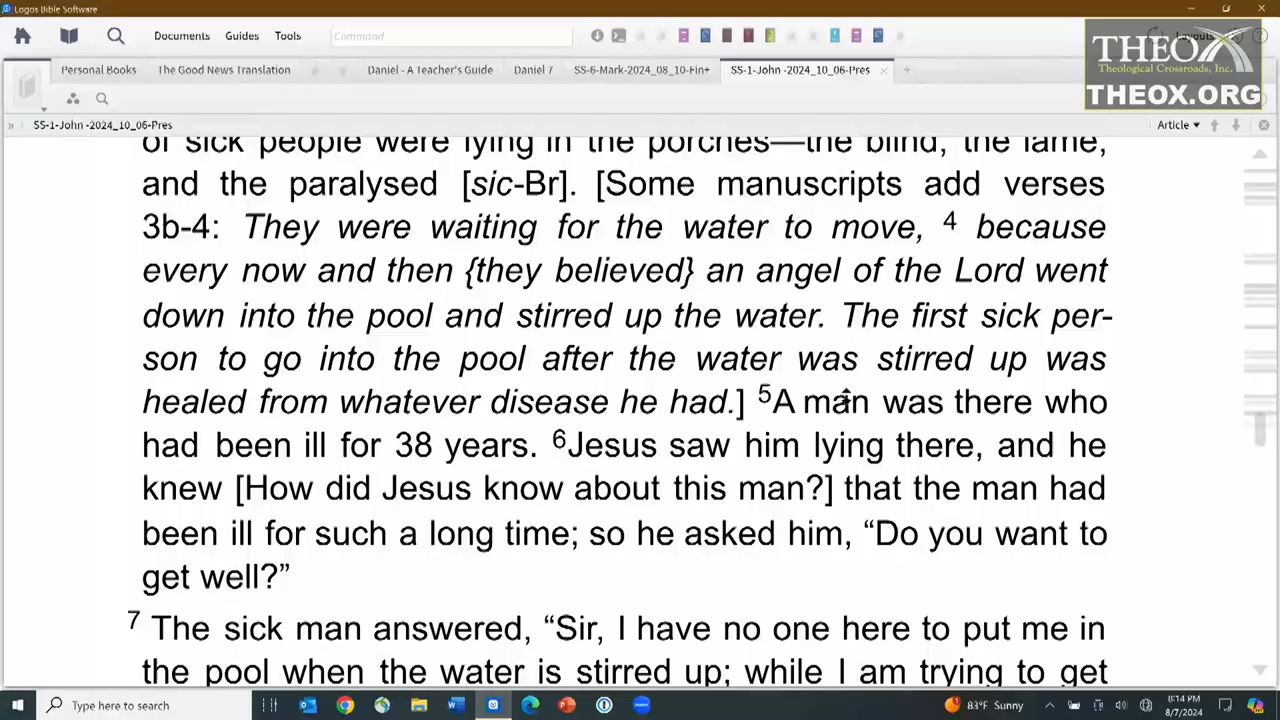 Logos Bible Software
Documents Guides Tools Command Layouts
THEOX
Theological Crossroads, Inc.
THEOX.ORG
Personal Books The Good News Translation Daniel 7 SS-6-Mark-2024_08_10-Fin+ SS-1-John -2024_10_06-Pres
» SS-1-John -2024_10_06-Pres Article
of sick people were lying in the porches—the blind, the lame,
and the paralysed [sic-Br]. [Some manuscripts add verses
3b-4: They were waiting for the water to move, 4 because
every now and then {they believed} an angel of the Lord went
down into the pool and stirred up the water. The first sick per-
son to go into the pool after the water was stirred up was
healed from whatever disease he had.] 5A man was there who
had been ill for 38 years. 6Jesus saw him lying there, and he
knew [How did Jesus know about this man?] that the man had
been ill for such a long time; so he asked him, “Do you want to
get well?”
7 The sick man answered, “Sir, I have no one here to put me in
the pool when the water is stirred up; while I am trying to get
Type here to search 83°F Sunny 8:14 PM
8/7/2024